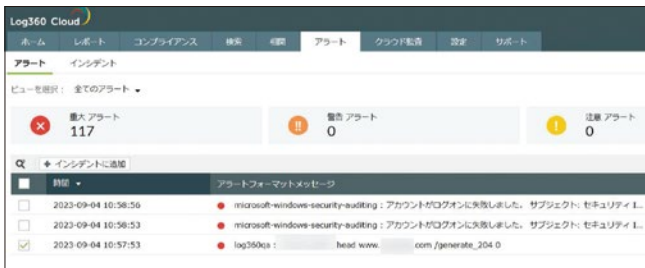 Log360 Cloud
ホーム レポート コンプライアンス 検索 相関 アラート クラウド監査 設定 サポート
アラート インシデント
ビューを選択: 全てのアラート
重大 アラート
117
警告 アラート
0
注意 アラート
0
+ インシデントに追加
時間 アラートフォーマットメッセージ
2023-09-04 10:58:56 microsoft-windows-security-auditing : アカウントがログオンに失敗しました。 サブジェクト: セキュリティ I...
2023-09-04 10:58:53 microsoft-windows-security-auditing : アカウントがログオンに失敗しました。 サブジェクト: セキュリティ I...
2023-09-04 10:57:53 log360qa : head www. com /generate_204 0